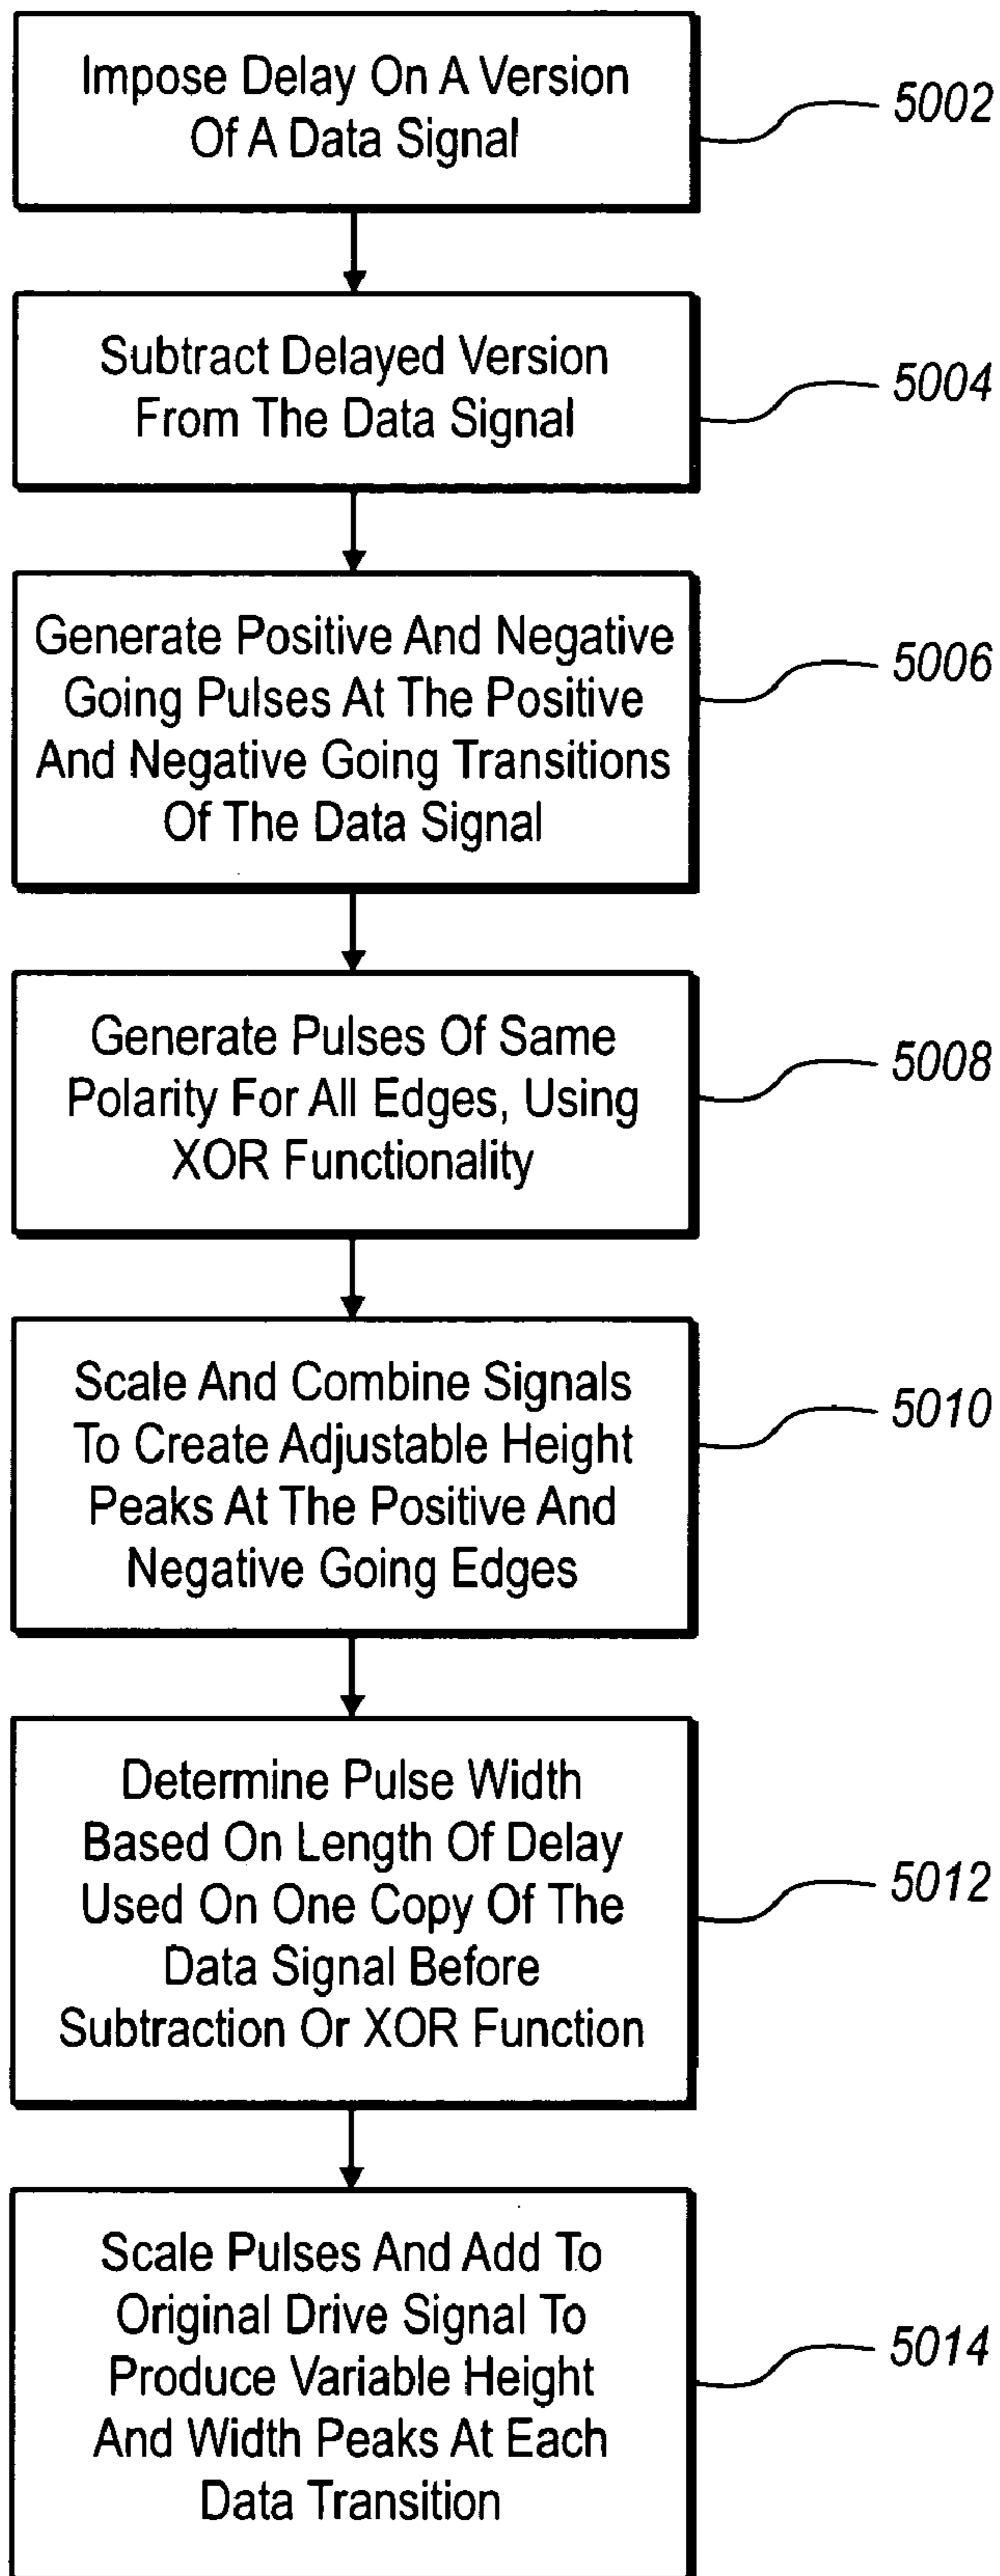 Impose Delay On A Version
Of A Data Signal
5002
Subtract Delayed Version
From The Data Signal
5004
Generate Positive And Negative
Going Pulses At The Positive
And Negative Going Transitions
Of The Data Signal
5006
Generate Pulses Of Same
Polarity For All Edges, Using
XOR Functionality
5008
Scale And Combine Signals
To Create Adjustable Height
Peaks At The Positive And
Negative Going Edges
5010
Determine Pulse Width
Based On Length Of Delay
Used On One Copy Of The
Data Signal Before
Subtraction Or XOR Function
5012
Scale Pulses And Add To
Original Drive Signal To
Produce Variable Height
And Width Peaks At Each
Data Transition
5014